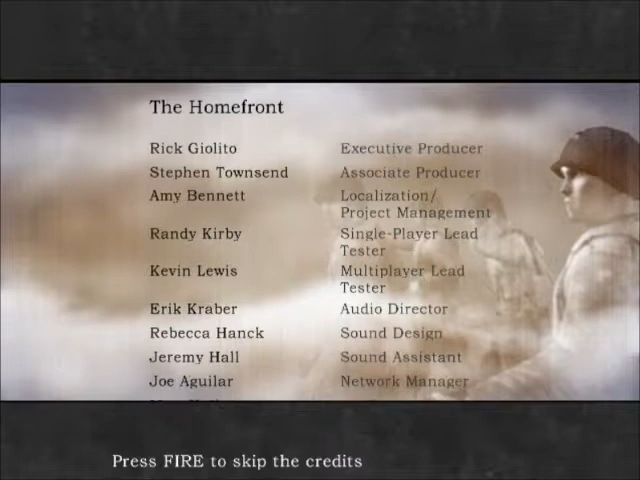 The Homefront
Rick Giolito Executive Producer
Stephen Townsend Associate Producer
Amy Bennett Localization/
Project Management
Randy Kirby Single-Player Lead
Tester
Kevin Lewis Multiplayer Lead
Tester
Erik Kraber Audio Director
Rebecca Hanck Sound Design
Jeremy Hall Sound Assistant
Joe Aguilar Network Manager
Press FIRE to skip the credits